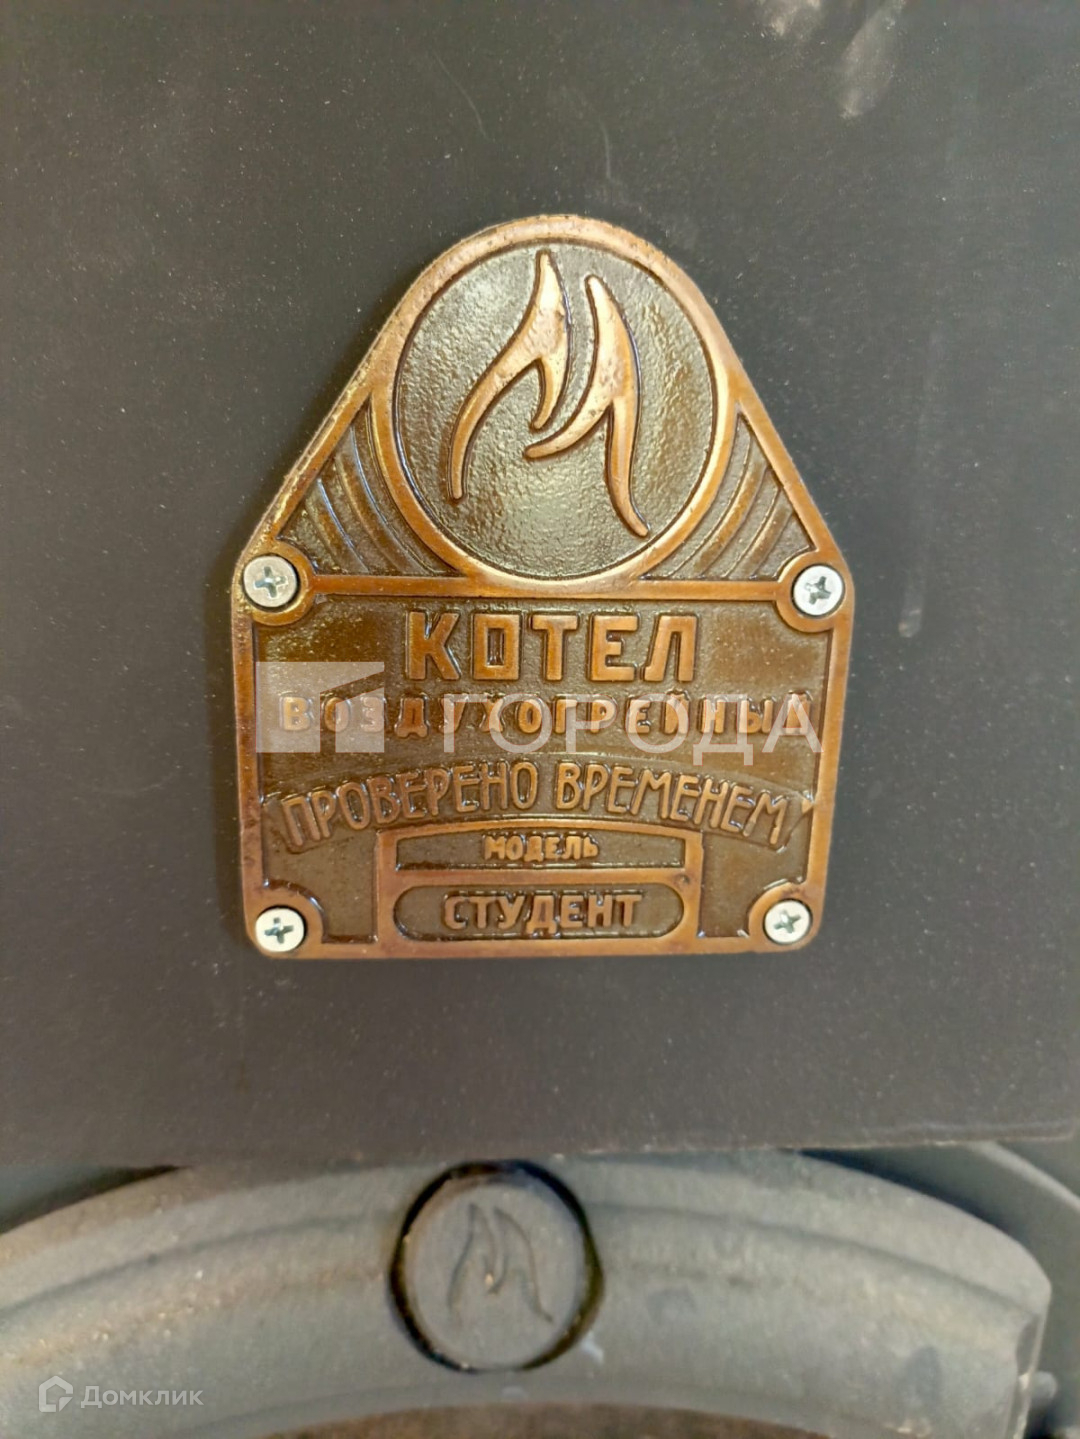 КОТЕЛ
ВОЗДУХОГРЕЙНЫЙ
ГОРОДА
ПРОВЕРЕНО ВРЕМЕНЕМ
МОДЕЛЬ
СТУДЕНТ
Домклик